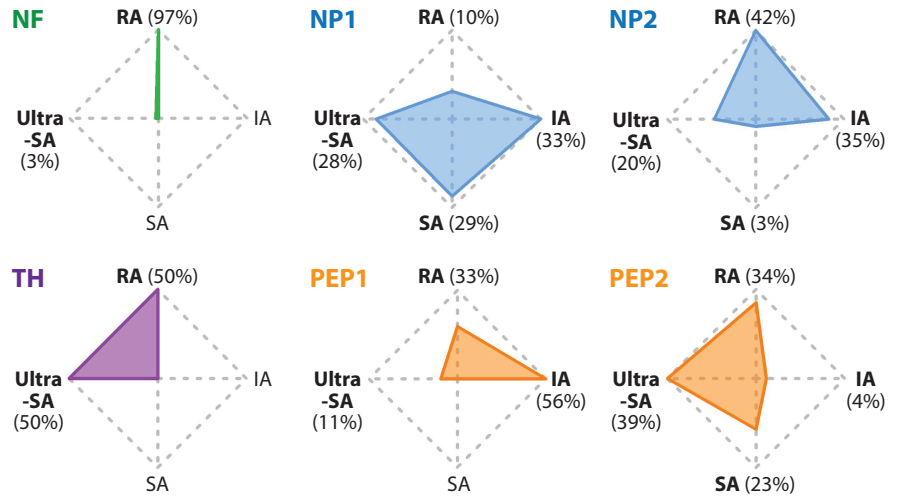 NF
RA (97%)
Ultra
-SA
(3%)
IA
SA
NP1
RA (10%)
Ultra
-SA
(28%)
IA
(33%)
SA (29%)
NP2
RA (42%)
Ultra
-SA
(20%)
IA
(35%)
SA (3%)
TH
RA (50%)
Ultra
-SA
(50%)
IA
SA
PEP1
RA (33%)
Ultra
-SA
(11%)
IA
(56%)
SA
PEP2
RA (34%)
Ultra
-SA
(39%)
IA
(4%)
SA (23%)